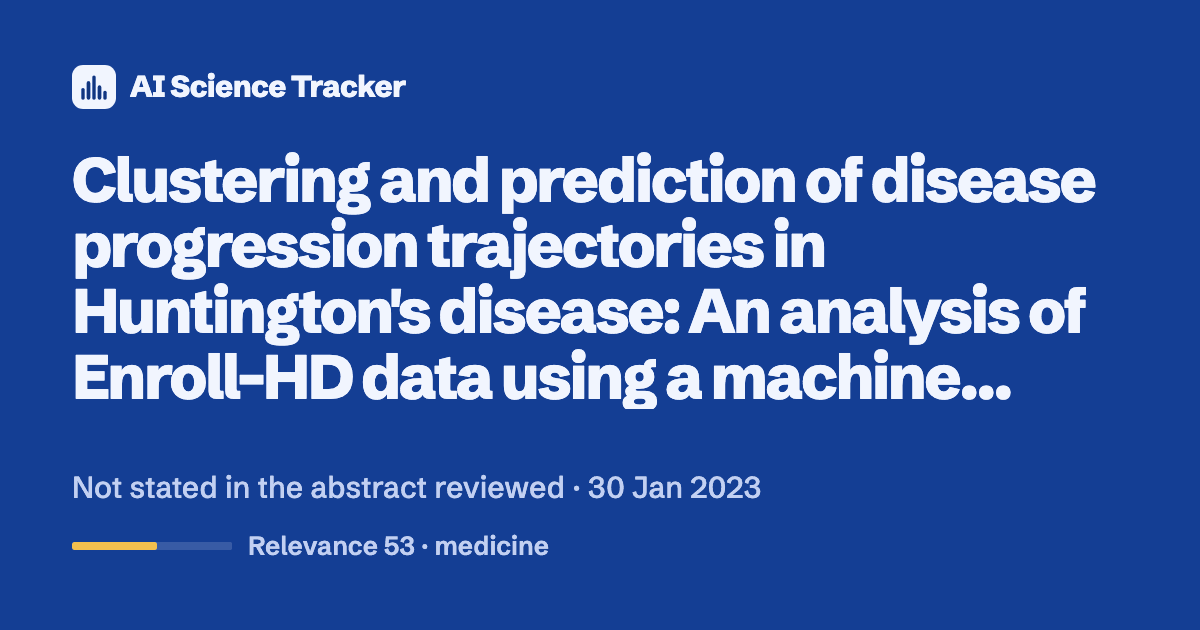 AI Science Tracker
Clustering and prediction of disease
progression trajectories in
Huntington's disease: An analysis of
Enroll-HD data using a machine...
Not stated in the abstract reviewed · 30 Jan 2023
Relevance 53 · medicine